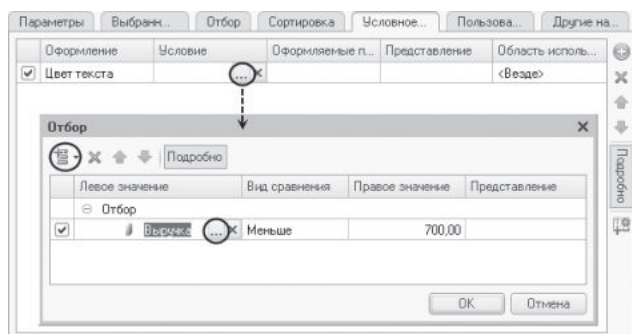 Параметры Выбранн... Отбор Сортировка Условное... Пользова... Другие на...
Оформление Условие Оформляемые п... Представление Область исполь...
Цвет текста ... <Везде>
Отбор
Подробно
Левое значение Вид сравнения Правое значение Представление
Отбор
Выручка ... Меньше 700,00
OK Отмена
Подробно